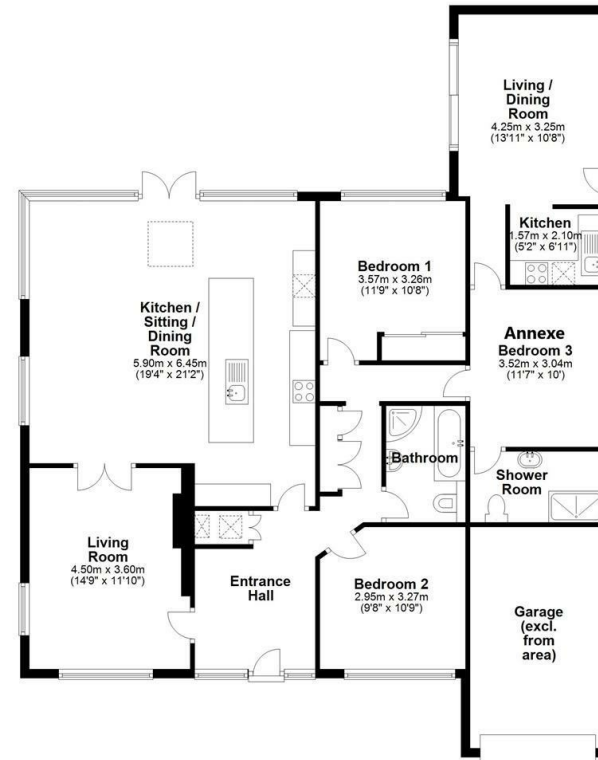 Living /
Dining
Room
4.25m x 3.25m
(13'11" x 10'8")
Kitchen
1.57m x 2.10m
(5'2" x 6'11")
Bedroom 1
3.57m x 3.26m
(11'9" x 10'8")
Kitchen /
Sitting /
Dining
Room
5.90m x 6.45m
(19'4" x 21'2")
Annexe
Bedroom 3
3.52m x 3.04m
(11'7" x 10')
Bathroom
Shower
Room
Living
Room
4.50m x 3.60m
(14'9" x 11'10")
Entrance
Hall
Bedroom 2
2.95m x 3.27m
(9'8" x 10'9")
Garage
(excl.
from
area)